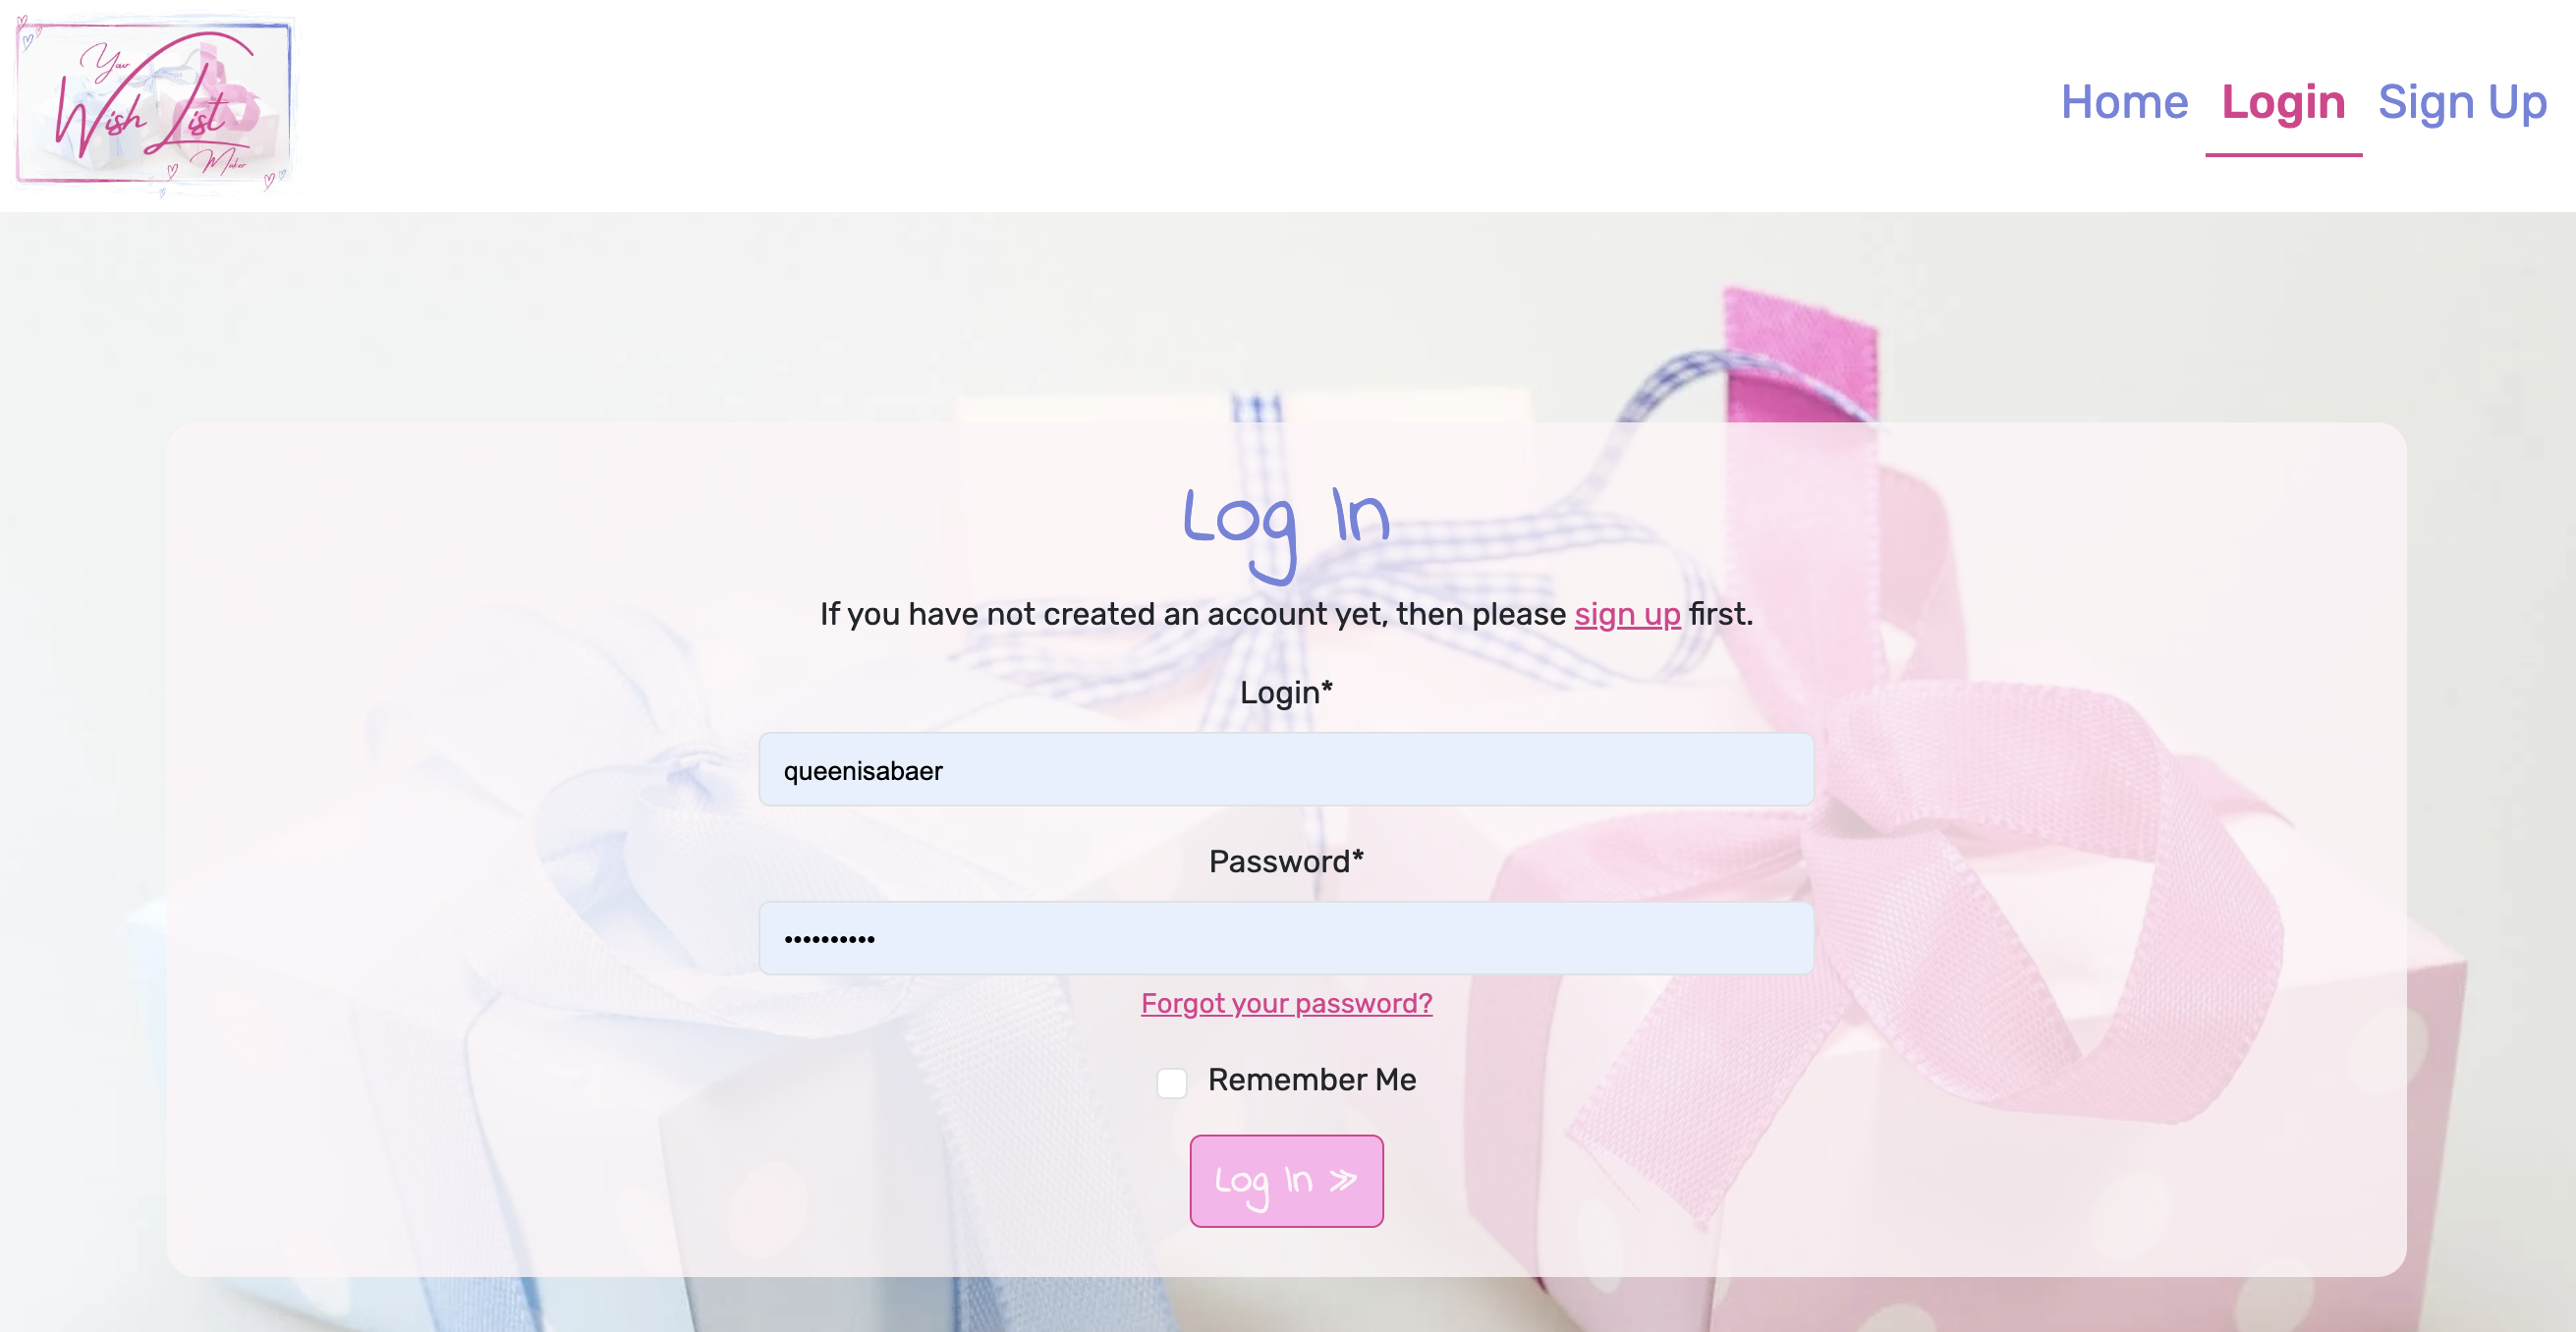 Your
Wish List
Maker
Home Login Sign Up
Log In
If you have not created an account yet, then please sign up first.
Login*
queenisabaer
Password*
••••••••••
Forgot your password?
Remember Me
Log In »